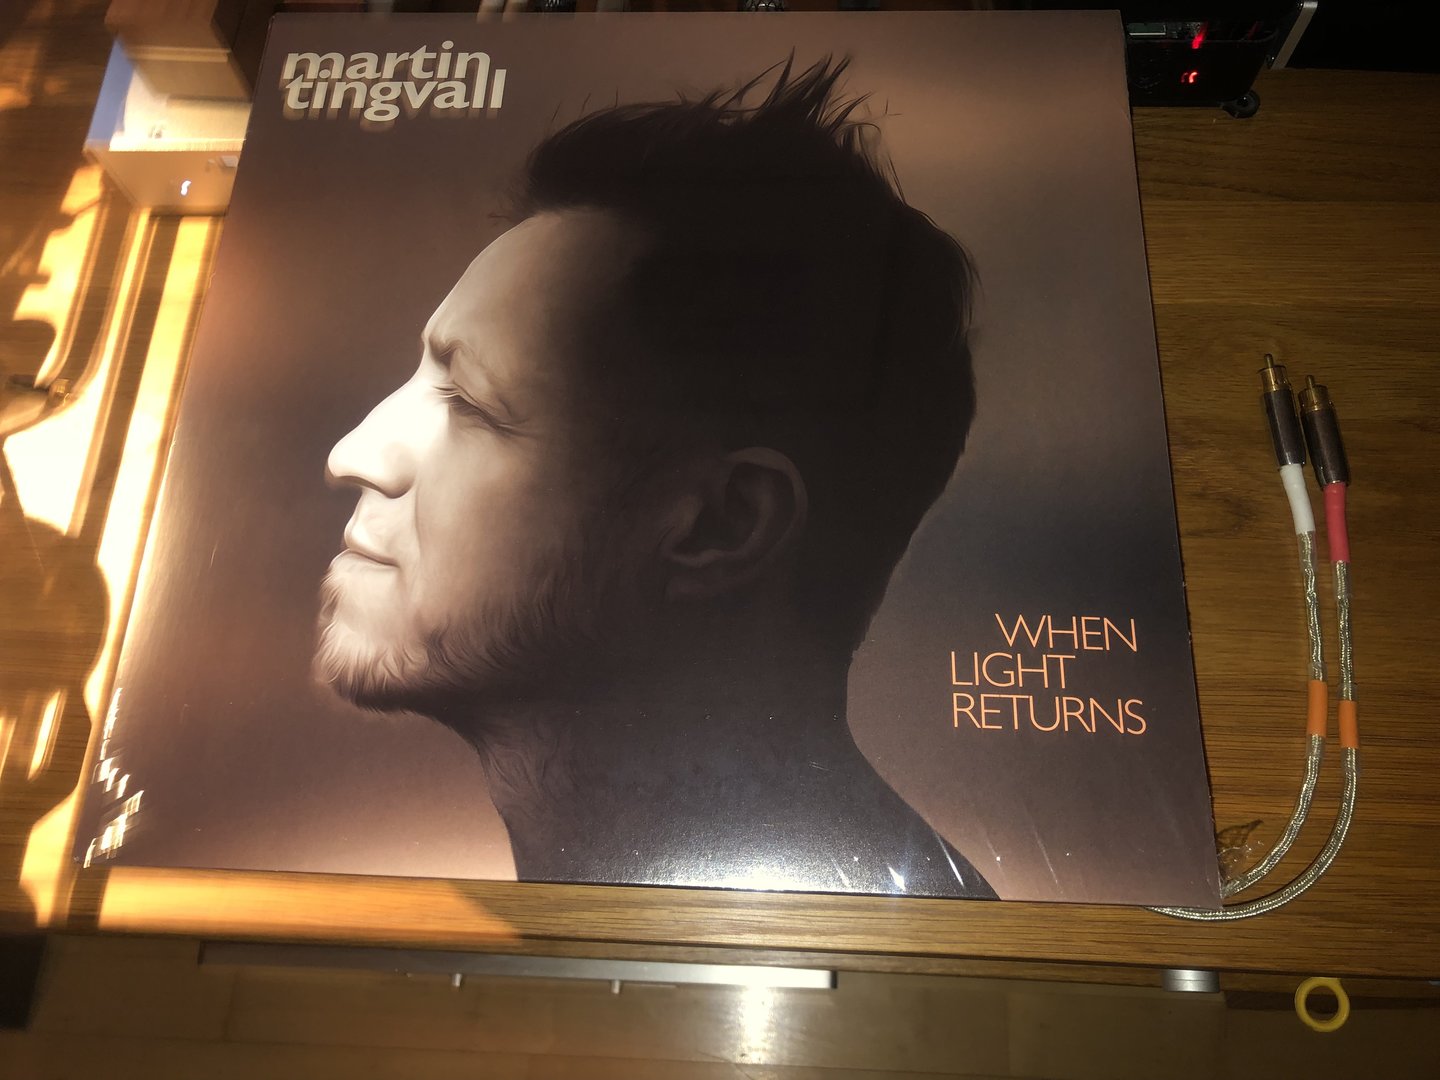 martin
tingvall
WHEN
LIGHT
RETURNS